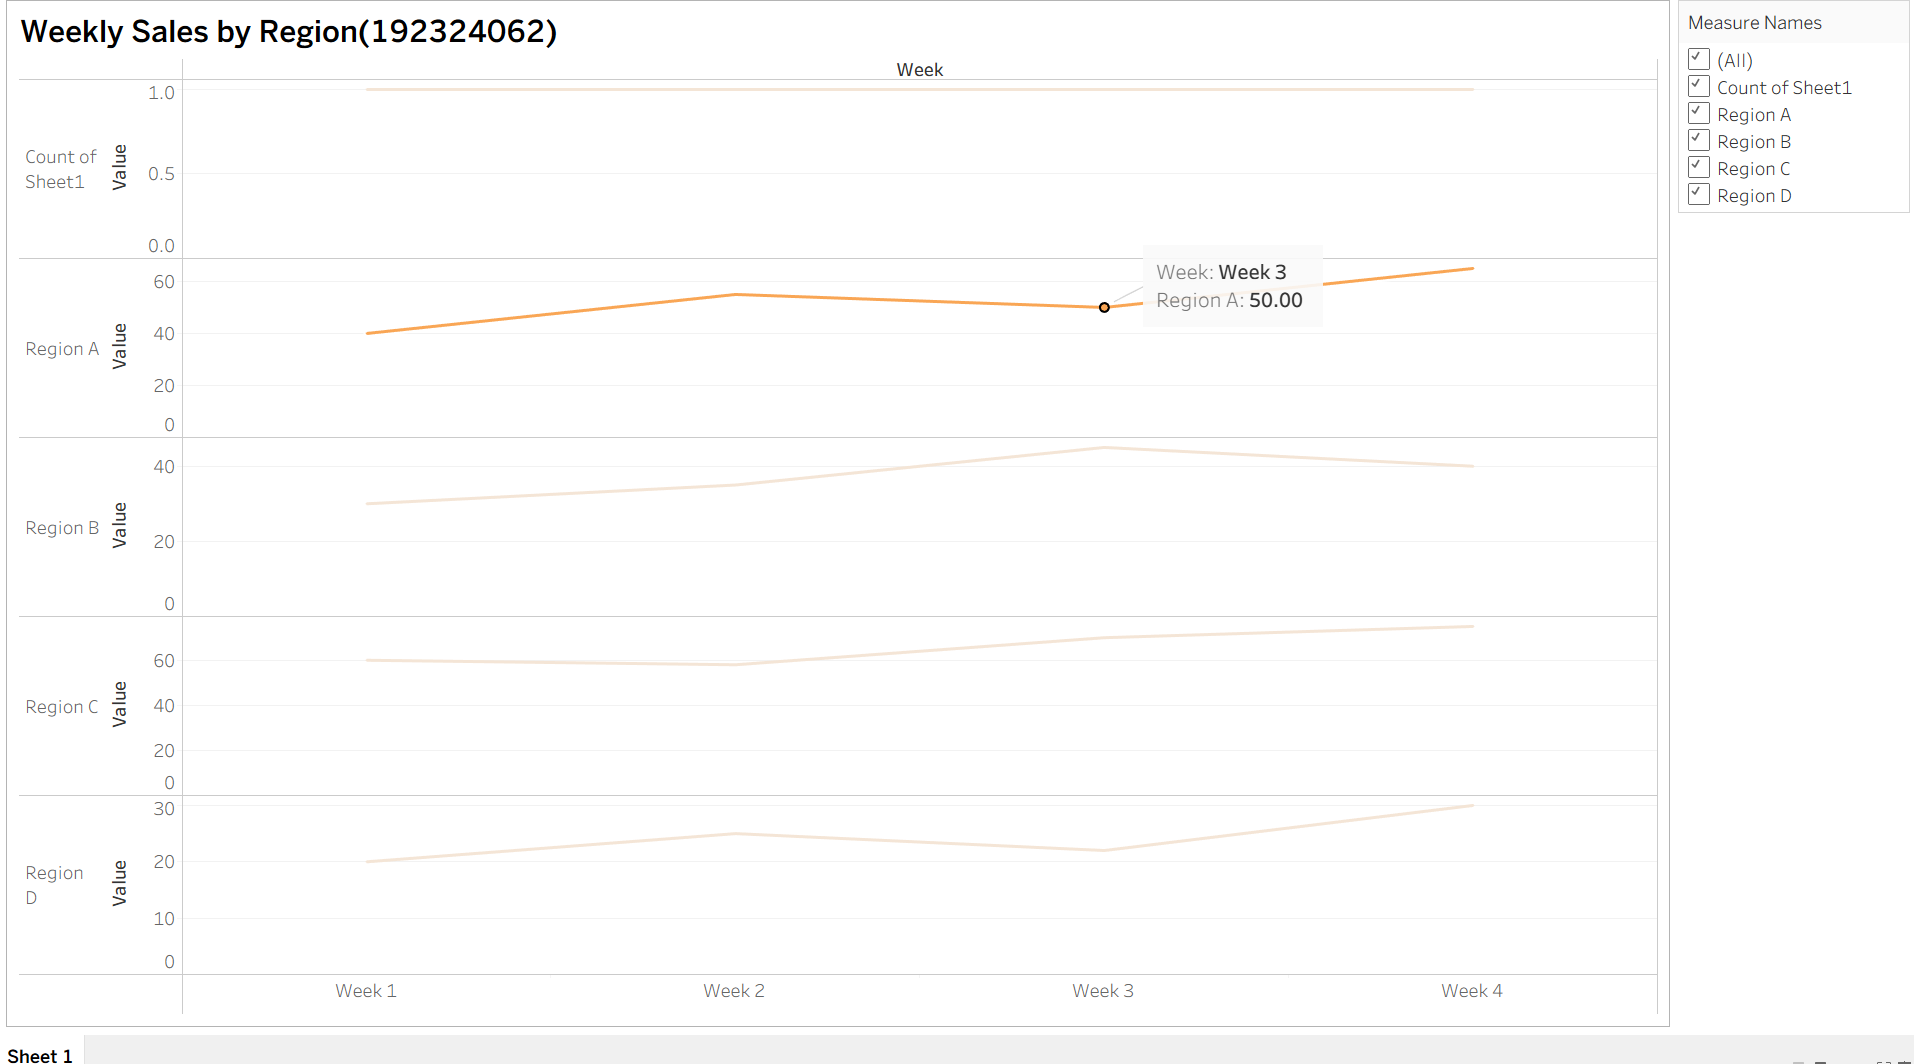 Weekly Sales by Region(192324062)
Week
Count of
Sheet1
Value
1.0
0.5
0.0
Region A
Value
60
40
20
0
Week: Week 3
Region A: 50.00
Region B
Value
40
20
0
Region C
Value
60
40
20
0
Region
D
Value
30
20
10
0
Week 1
Week 2
Week 3
Week 4
Measure Names
(All)
Count of Sheet1
Region A
Region B
Region C
Region D
Sheet 1